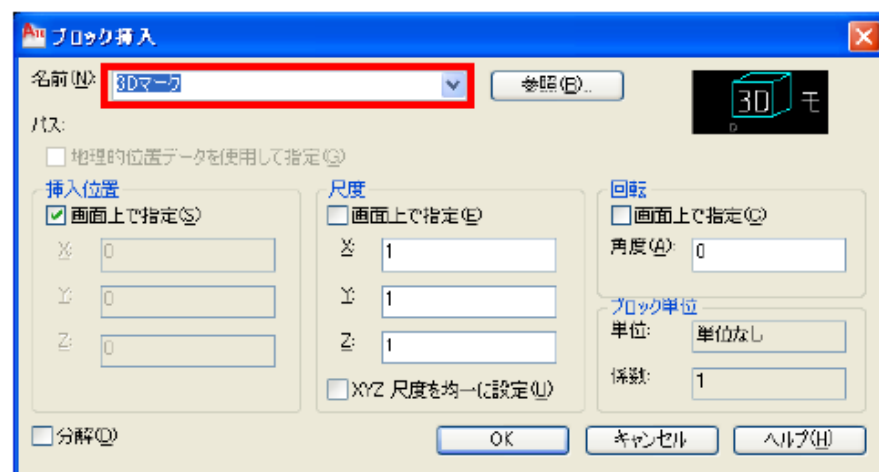 ブロック挿入
名前(N): 3Dマーク 参照(B)...
3D モ
D
パス:
地理的位置データを使用して指定(G)
挿入位置 尺度 回転
画面上で指定(S) 画面上で指定(E) 画面上で指定(C)
X: 0 X: 1 角度(A): 0
Y: 0 Y: 1 ブロック単位
Z: 0 Z: 1 単位: 単位なし
XYZ 尺度を均一に設定(U) 係数: 1
分解(D) OK キャンセル ヘルプ(H)